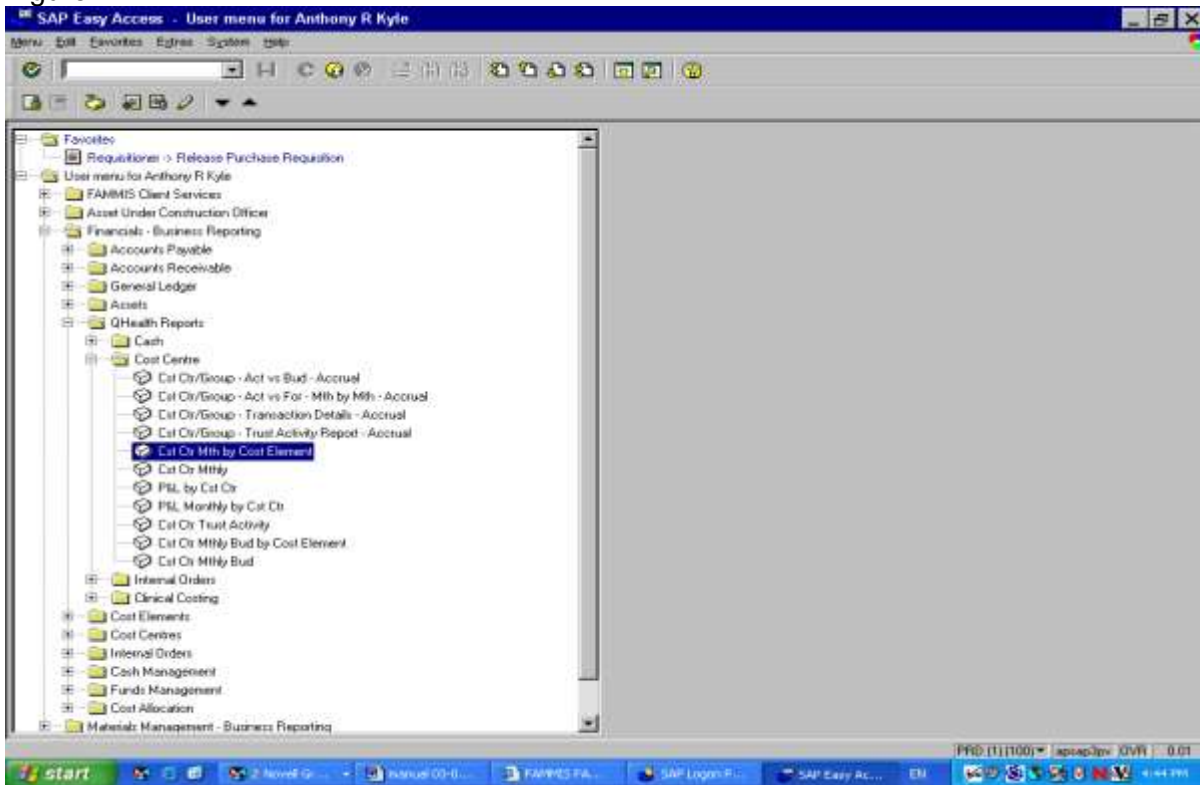 SAP Easy Access - User menu for Anthony R Kyle
Menu Edit Favorites Extras System Help
Favorites
Requisitioner -> Release Purchase Requisition
User menu for Anthony R Kyle
FAMMIS Client Services
Asset Under Construction Officer
Financials - Business Reporting
Accounts Payable
Accounts Receivable
General Ledger
Assets
QHealth Reports
Cash
Cost Centre
Cst Ctr/Group - Act vs Bud - Accrual
Cst Ctr/Group - Act vs For - Mth by Mth - Accrual
Cst Ctr/Group - Transaction Details - Accrual
Cst Ctr/Group - Trust Activity Report - Accrual
Cst Ctr Mth by Cost Element
Cst Ctr Mthly
P&L by Cst Ctr
P&L Monthly by Cst Ctr
Cst Ctr Trust Activity
Cst Ctr Mthly Bud by Cost Element
Cst Ctr Mthly Bud
Internal Orders
Clinical Costing
Cost Elements
Cost Centres
Internal Orders
Cash Management
Funds Management
Cost Allocation
Materials Management - Business Reporting
PRD (1) (100) OVR 0.01
start 2 Novell G... SAP Logon SAP Easy Ac... EN 4:44 PM